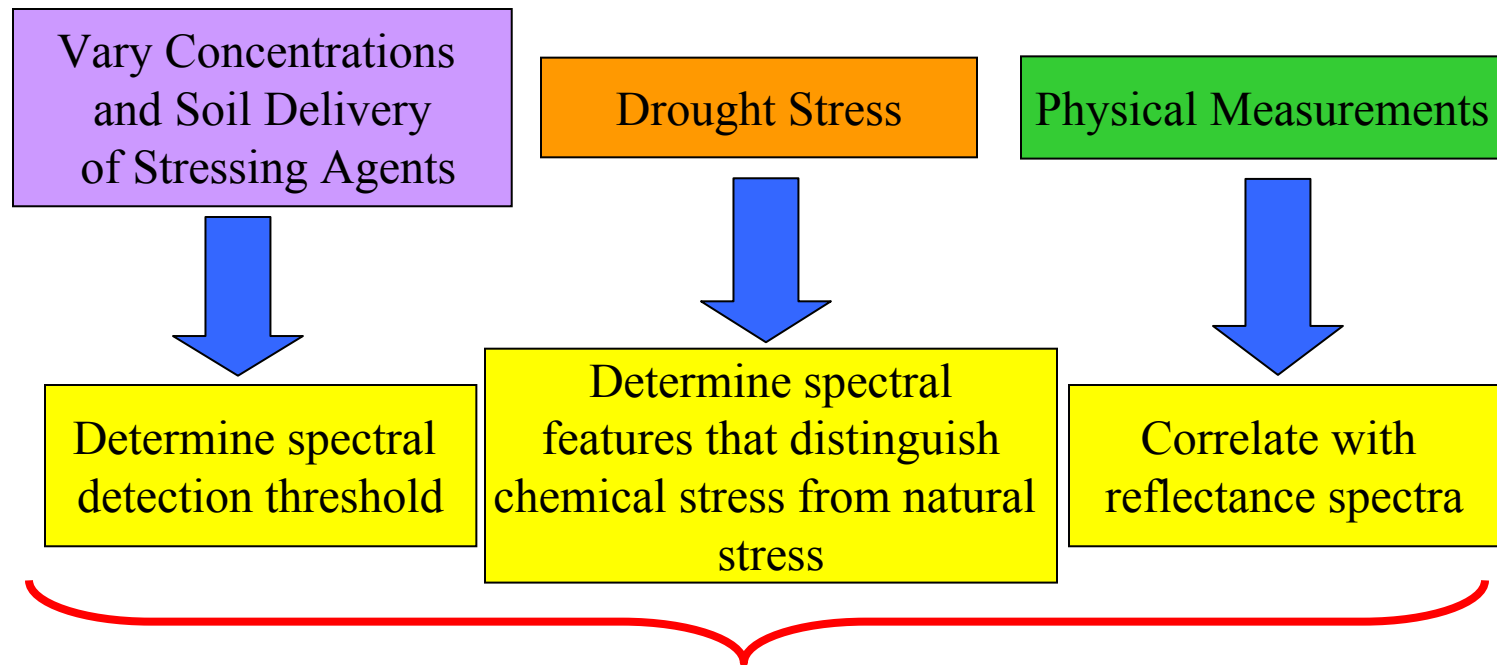 Vary Concentrations
and Soil Delivery
of Stressing Agents
Drought Stress
Physical Measurements
Determine spectral
detection threshold
Determine spectral
features that distinguish
chemical stress from natural
stress
Correlate with
reflectance spectra